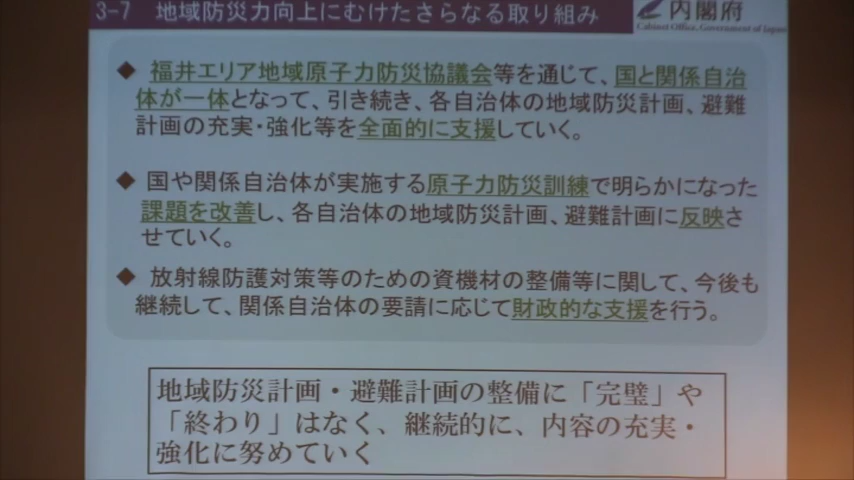 3-7 地域防災力向上にむけたさらなる取り組み
内閣府
Cabinet Office, Government of Japan
◆ 福井エリア地域原子力防災協議会等を通じて、国と関係自治
体が一体となって、引き続き、各自治体の地域防災計画、避難
計画の充実・強化等を全面的に支援していく。
◆ 国や関係自治体が実施する原子力防災訓練で明らかになった
課題を改善し、各自治体の地域防災計画、避難計画に反映さ
せていく。
◆ 放射線防護対策等のための資機材の整備等に関して、今後も
継続して、関係自治体の要請に応じて財政的な支援を行う。
地域防災計画・避難計画の整備に「完璧」や
「終わり」はなく、継続的に、内容の充実・
強化に努めていく